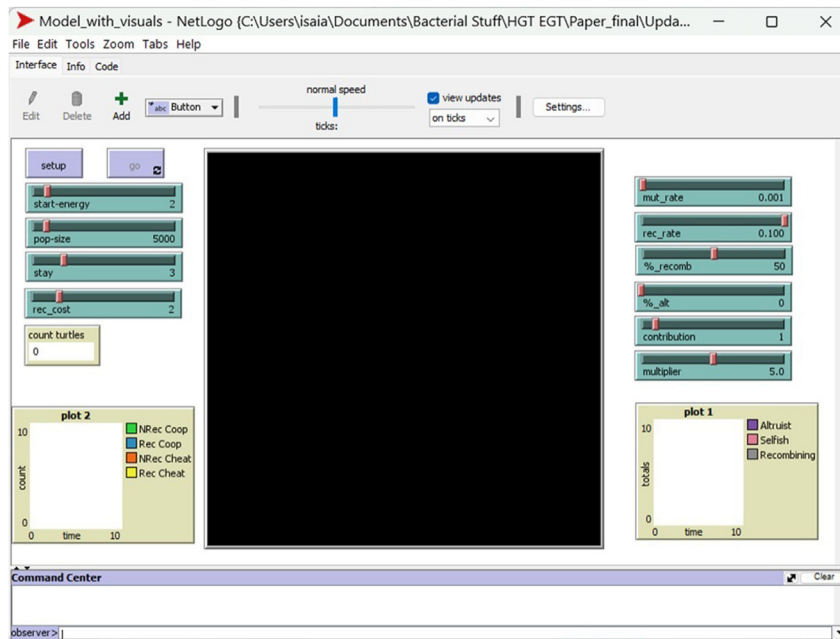 Model_with_visuals - NetLogo {C:\Users\isaia\Documents\Bacterial Stuff\HGT EGT\Paper_final\Upda...
File Edit Tools Zoom Tabs Help
Interface Info Code
Edit Delete Add abc Button normal speed ticks: view updates on ticks Settings...
setup go
start-energy 2
pop-size 5000
stay 3
rec_cost 2
count turtles
0
mut_rate 0.001
rec_rate 0.100
%_recomb 50
%_alt 0
contribution 1
multiplier 5.0
plot 2
10
count
0
0 time 10
NRec Coop
Rec Coop
NRec Cheat
Rec Cheat
plot 1
10
totals
0
0 time 10
Altruist
Selfish
Recombining
Command Center Clear
observer>